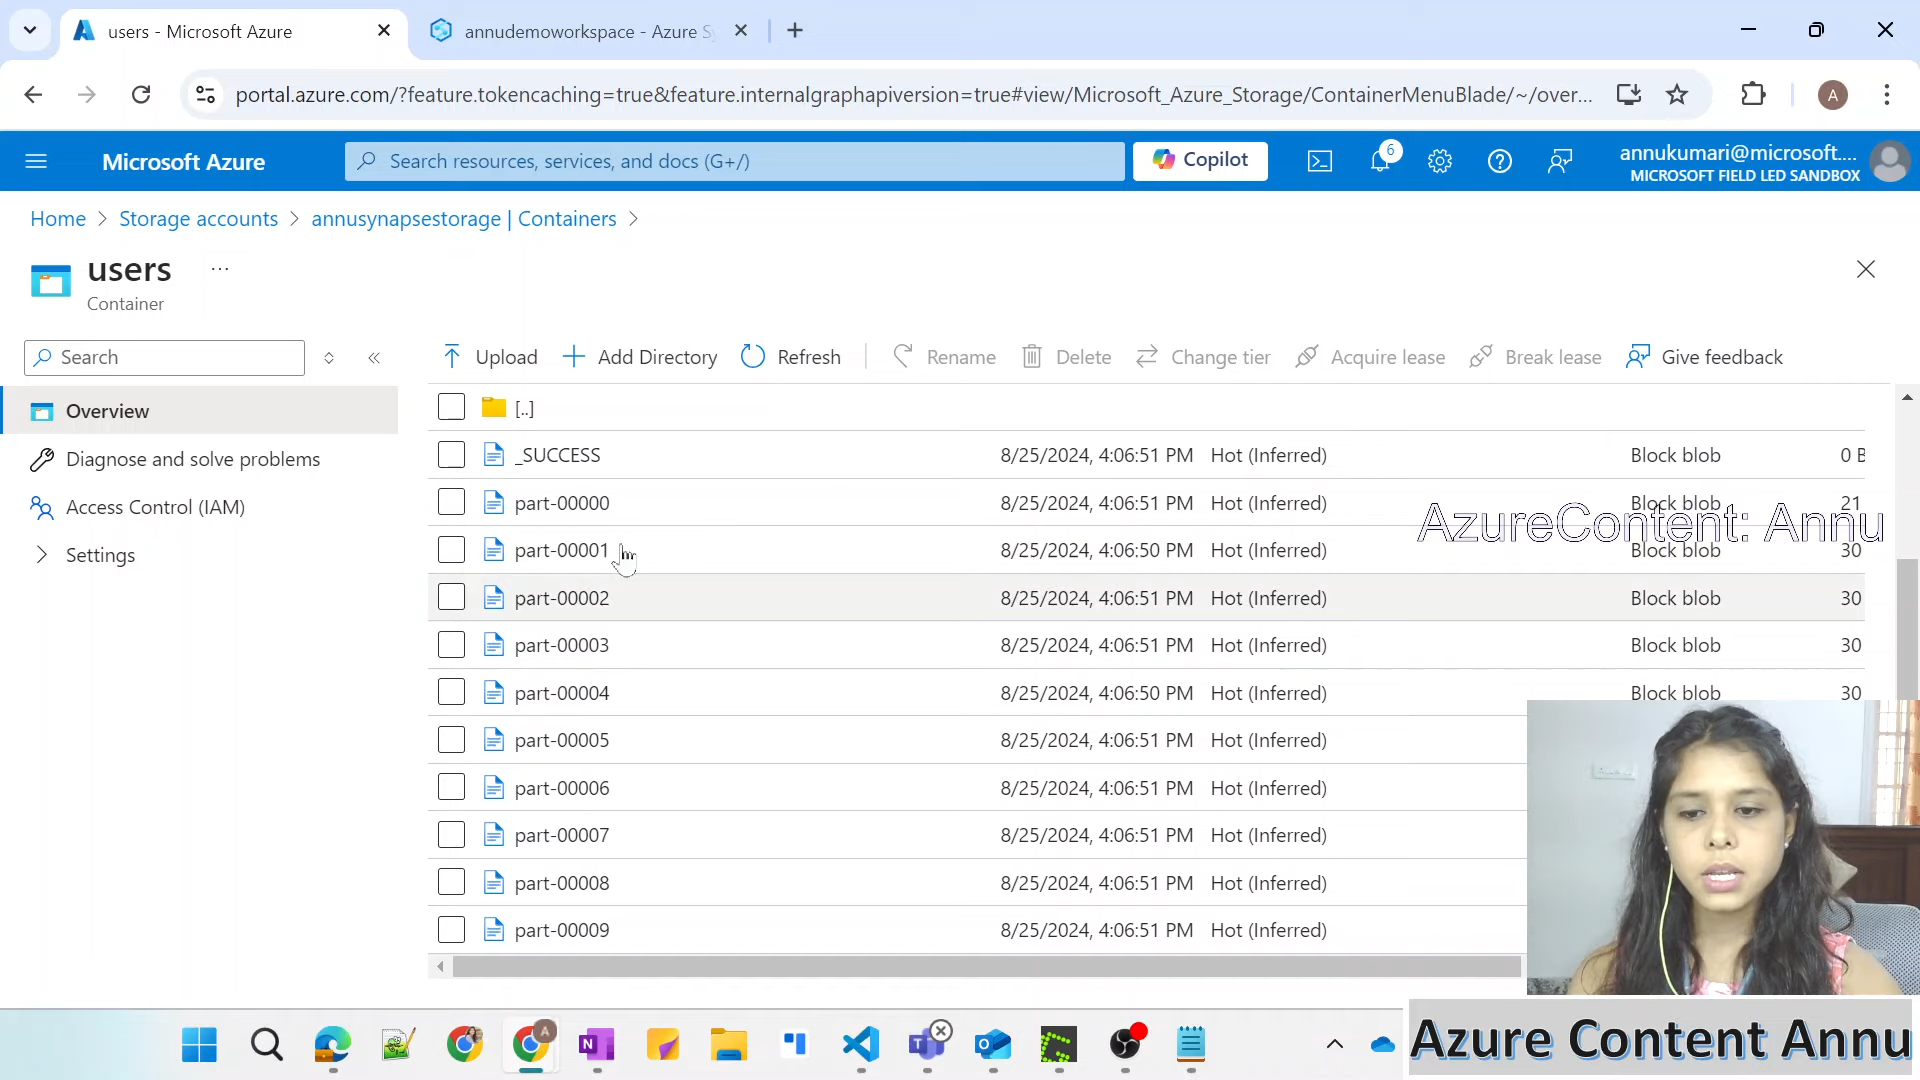 users - Microsoft Azure
annudemoworkspace - Azure S
portal.azure.com/?feature.tokencaching=true&feature.internalgraphapiversion=true#view/Microsoft_Azure_Storage/ContainerMenuBlade/~/over...
A
Microsoft Azure
Search resources, services, and docs (G+/)
Copilot
6
annukumari@microsoft....
MICROSOFT FIELD LED SANDBOX
Home > Storage accounts > annusynapsestorage | Containers >
users ...
Container
Search
Upload
Add Directory
Refresh
Rename
Delete
Change tier
Acquire lease
Break lease
Give feedback
Overview
Diagnose and solve problems
Access Control (IAM)
Settings
[..]
_SUCCESS 8/25/2024, 4:06:51 PM Hot (Inferred) Block blob 0 B
part-00000 8/25/2024, 4:06:51 PM Hot (Inferred) Block blob 21
AzureContent: Annu
part-00001 8/25/2024, 4:06:50 PM Hot (Inferred) Block blob 30
part-00002 8/25/2024, 4:06:51 PM Hot (Inferred) Block blob 30
part-00003 8/25/2024, 4:06:51 PM Hot (Inferred) Block blob 30
part-00004 8/25/2024, 4:06:50 PM Hot (Inferred) Block blob 30
part-00005 8/25/2024, 4:06:51 PM Hot (Inferred)
part-00006 8/25/2024, 4:06:51 PM Hot (Inferred)
part-00007 8/25/2024, 4:06:51 PM Hot (Inferred)
part-00008 8/25/2024, 4:06:51 PM Hot (Inferred)
part-00009 8/25/2024, 4:06:51 PM Hot (Inferred)
A
Azure Content Annu